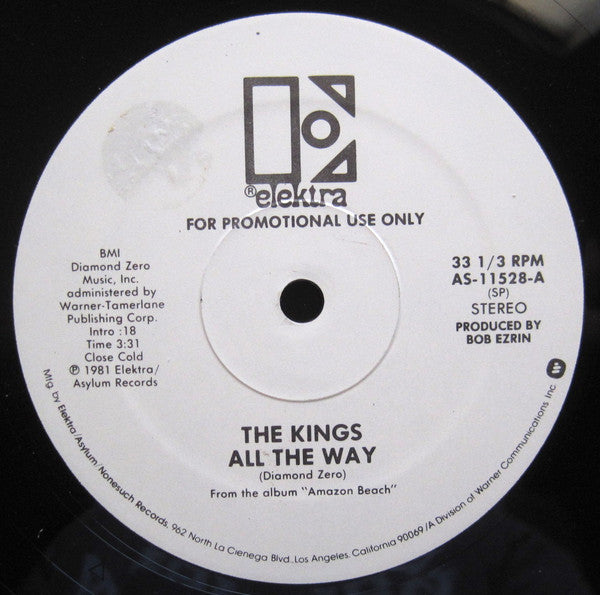 ® elektra
FOR PROMOTIONAL USE ONLY
BMI
Diamond Zero
Music, Inc.
administered by
Warner-Tamerlane
Publishing Corp.
Intro :18
Time 3:31
Close Cold
℗ 1981 Elektra/
Asylum Records
33 1/3 RPM
AS-11528-A
(SP)
STEREO
PRODUCED BY
BOB EZRIN
THE KINGS
ALL THE WAY
(Diamond Zero)
From the album "Amazon Beach"
Mfg. by Elektra/Asylum/Nonesuch Records. 962 North La Cienega Blvd., Los Angeles, California 90069/A Division of Warner Communications Inc.